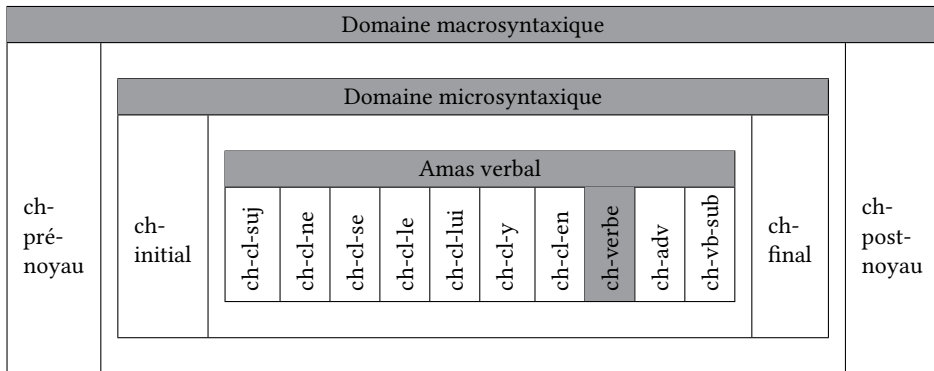 Domaine macrosyntaxique
Domaine microsyntaxique
Amas verbal
ch-
pré-
noyau
ch-
initial
ch-cl-suj
ch-cl-ne
ch-cl-se
ch-cl-le
ch-cl-lui
ch-cl-y
ch-cl-en
ch-verbe
ch-adv
ch-vb-sub
ch-
final
ch-
post-
noyau